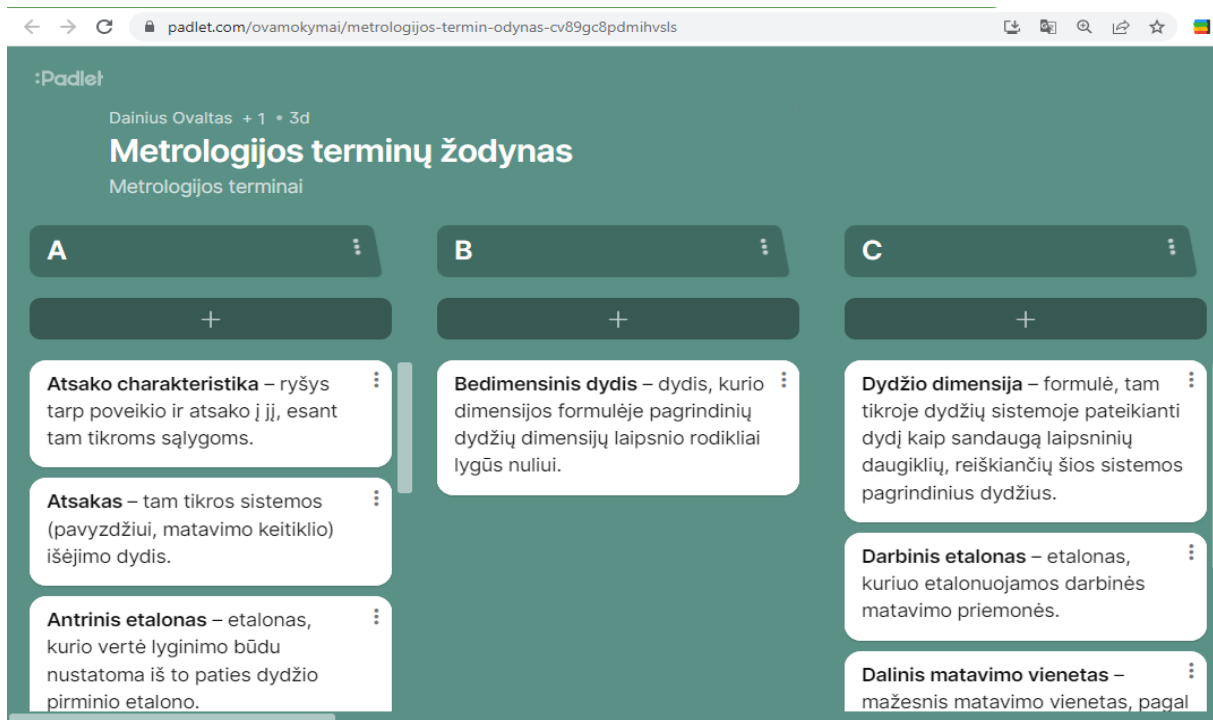 padlet.com/ovamokymai/metrologijos-termin-odynas-cv89gc8pdmihvsls
:Padlet
Dainius Ovaltas + 1 • 3d
Metrologijos terminų žodynas
Metrologijos terminai
A
Atsako charakteristika – ryšys
tarp poveikio ir atsako į jį, esant
tam tikroms sąlygoms.
Atsakas – tam tikros sistemos
(pavyzdžiui, matavimo keitiklio)
išėjimo dydis.
Antrinis etalonas – etalonas,
kurio vertė lyginimo būdu
nustatoma iš to paties dydžio
pirminio etalono.
B
Bedimensinis dydis – dydis, kurio
dimensijos formulėje pagrindinių
dydžių dimensijų laipsnio rodikliai
lygūs nuliui.
C
Dydžio dimensija – formulė, tam
tikroje dydžių sistemoje pateikianti
dydį kaip sandaugą laipsninių
daugiklių, reiškiančių šios sistemos
pagrindinius dydžius.
Darbinis etalonas – etalonas,
kuriuo etalonuojamos darbinės
matavimo priemonės.
Dalinis matavimo vienetas –
mažesnis matavimo vienetas, pagal